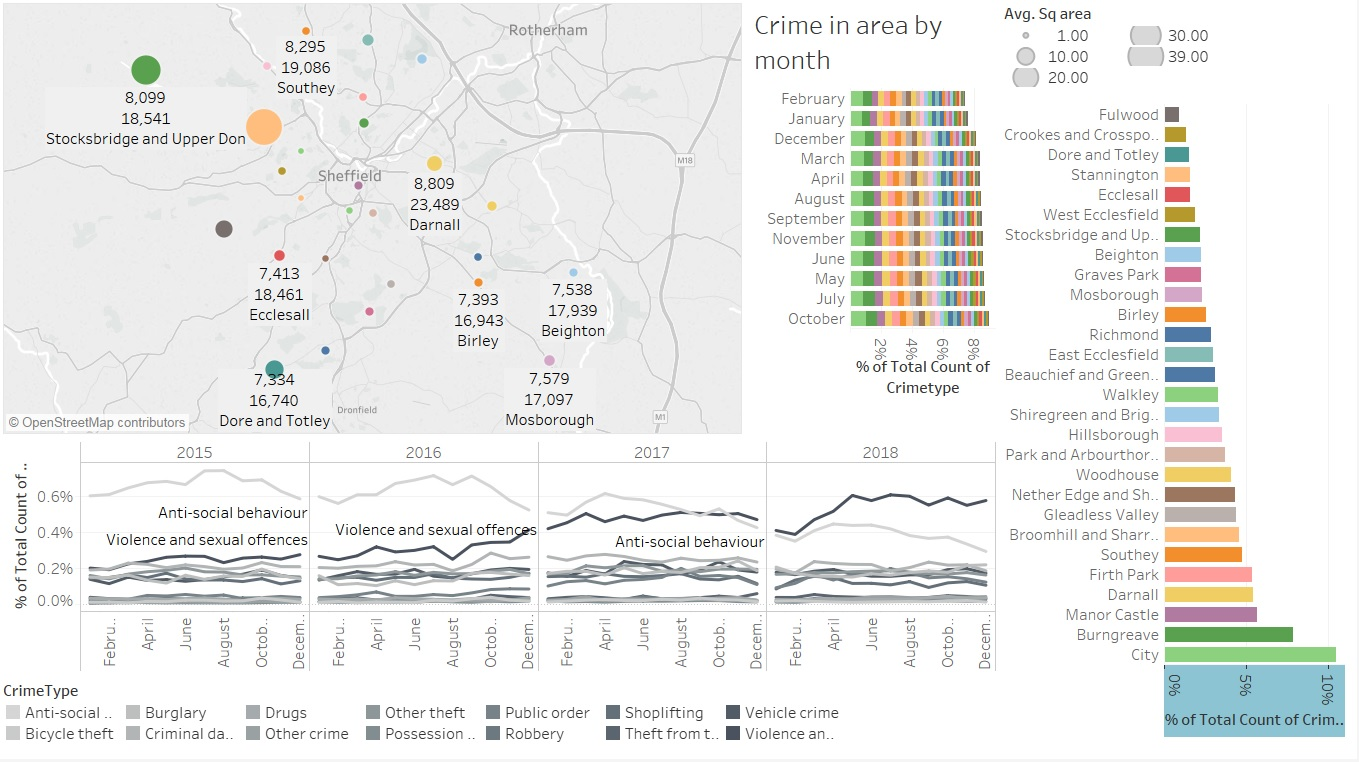 Rotherham
8,295
19,086
Southey
8,099
18,541
Stocksbridge and Upper Don
M18
Sheffield
8,809
23,489
Darnall
7,413
18,461
Ecclesall
7,393
16,943
Birley
7,538
17,939
Beighton
7,334
16,740
Dore and Totley
7,579
17,097
Mosborough
Dronfield
M1
© OpenStreetMap contributors
Crime in area by
month
February
January
December
March
April
August
September
November
June
May
July
October
2%
4%
6%
8%
% of Total Count of
Crimetype
Avg. Sq area
1.00
10.00
20.00
30.00
39.00
Fulwood
Crookes and Crosspo..
Dore and Totley
Stannington
Ecclesall
West Ecclesfield
Stocksbridge and Up..
Beighton
Graves Park
Mosborough
Birley
Richmond
East Ecclesfield
Beauchief and Green..
Walkley
Shiregreen and Brig..
Hillsborough
Park and Arbourthor..
Woodhouse
Nether Edge and Sh..
Gleadless Valley
Broomhill and Sharr..
Southey
Firth Park
Darnall
Manor Castle
Burngreave
City
0%
5%
10%
% of Total Count of Crim..
2015
2016
2017
2018
% of Total Count of ..
0.6%
0.4%
0.2%
0.0%
Anti-social behaviour
Violence and sexual offences
Violence and sexual offences
Anti-social behaviour
Febru..
April
June
August
Octob..
Decem..
Febru..
April
June
August
Octob..
Decem..
Febru..
April
June
August
Octob..
Decem..
Febru..
April
June
August
Octob..
Decem..
CrimeType
Anti-social ..
Burglary
Drugs
Other theft
Public order
Shoplifting
Vehicle crime
Bicycle theft
Criminal da..
Other crime
Possession ..
Robbery
Theft from t..
Violence an..